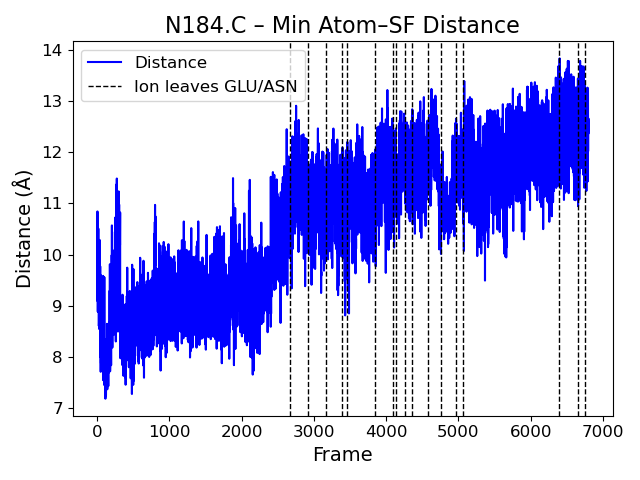 N184.C – Min Atom–SF Distance
Distance
Ion leaves GLU/ASN
Distance (Å)
14
13
12
11
10
9
8
7
0 1000 2000 3000 4000 5000 6000 7000
Frame